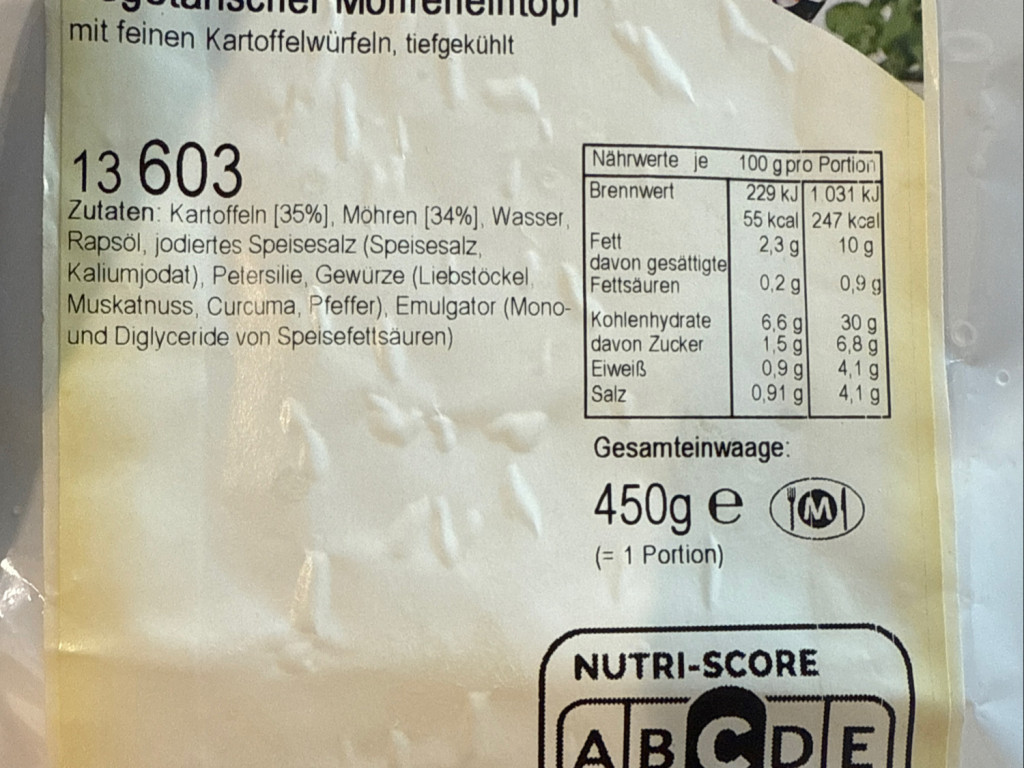 mit feinen Kartoffelwürfeln, tiefgekühlt
13 603
Zutaten: Kartoffeln [35%], Möhren [34%], Wasser,
Rapsöl, jodiertes Speisesalz (Speisesalz,
Kaliumjodat), Petersilie, Gewürze (Liebstöckel,
Muskatnuss, Curcuma, Pfeffer), Emulgator (Mono-
und Diglyceride von Speisefettsäuren)
Nährwerte je 100 g pro Portion
Brennwert 229 kJ 1 031 kJ
55 kcal 247 kcal
Fett 2,3 g 10 g
davon gesättigte
Fettsäuren 0,2 g 0,9 g
Kohlenhydrate 6,6 g 30 g
davon Zucker 1,5 g 6,8 g
Eiweiß 0,9 g 4,1 g
Salz 0,91 g 4,1 g
Gesamteinwaage:
450g e M
(= 1 Portion)
NUTRI-SCORE
A B C D E